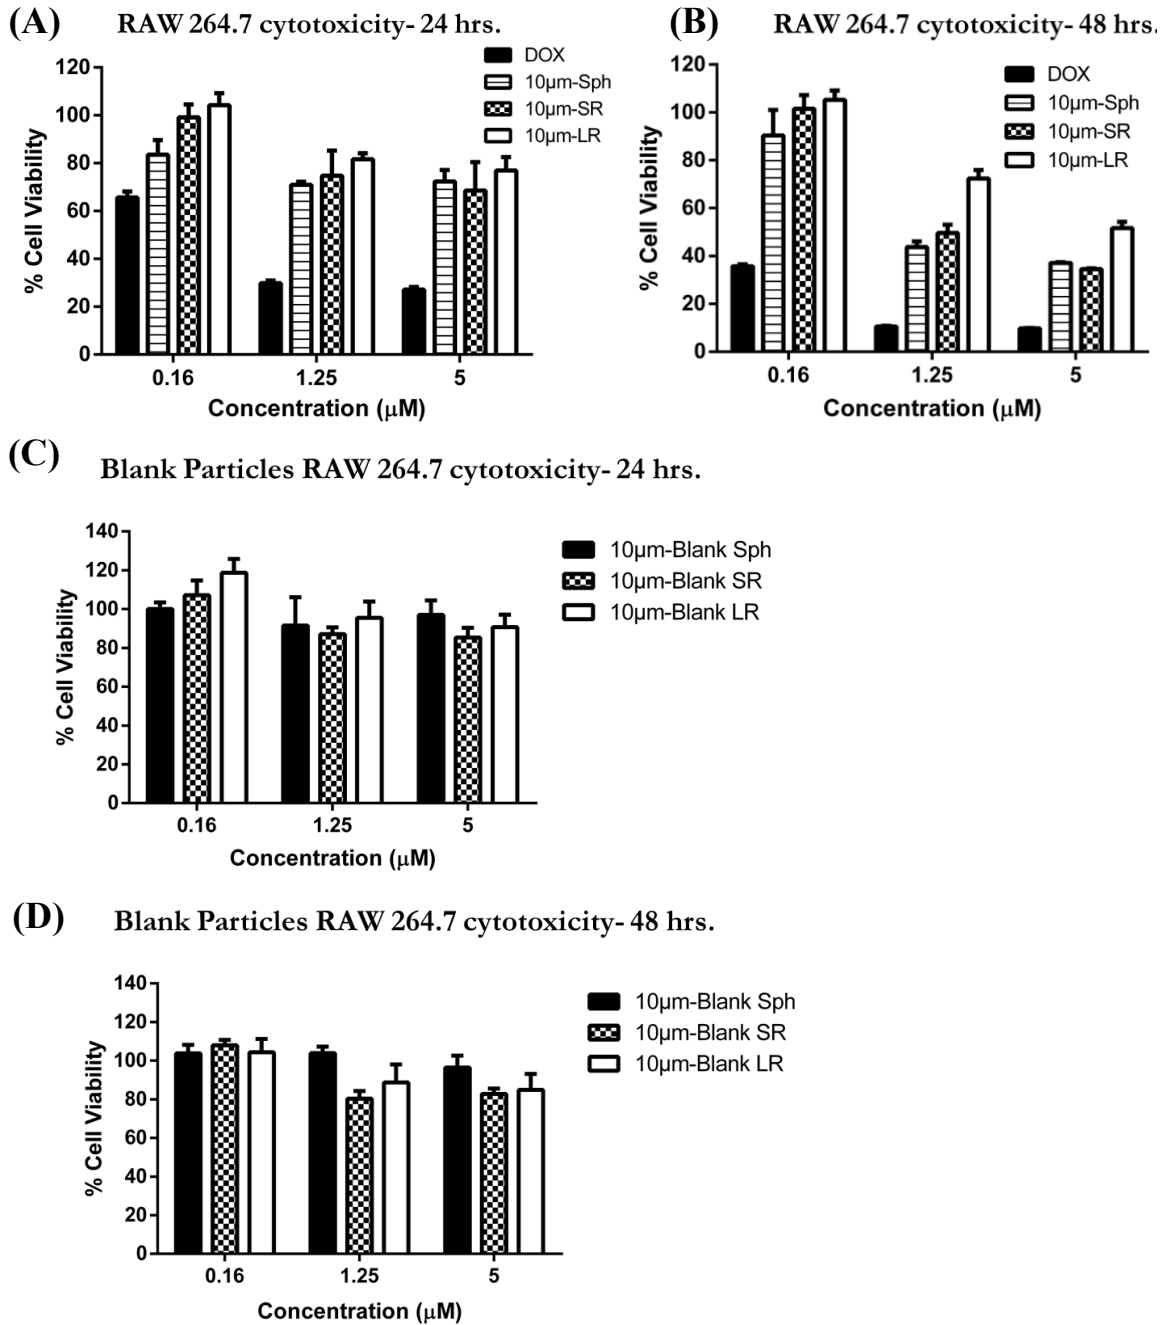 (A) RAW 264.7 cytotoxicity- 24 hrs.
DOX
10µm-Sph
10µm-SR
10µm-LR
120
100
80
60
40
20
0
% Cell Viability
0.16 1.25 5
Concentration (µM)
(B) RAW 264.7 cytotoxicity- 48 hrs.
DOX
10µm-Sph
10µm-SR
10µm-LR
120
100
80
60
40
20
0
% Cell Viability
0.16 1.25 5
Concentration (µM)
(C) Blank Particles RAW 264.7 cytotoxicity- 24 hrs.
140
120
100
80
60
40
20
0
% Cell Viability
0.16 1.25 5
Concentration (µM)
10µm-Blank Sph
10µm-Blank SR
10µm-Blank LR
(D) Blank Particles RAW 264.7 cytotoxicity- 48 hrs.
140
120
100
80
60
40
20
0
% Cell Viability
0.16 1.25 5
Concentration (µM)
10µm-Blank Sph
10µm-Blank SR
10µm-Blank LR